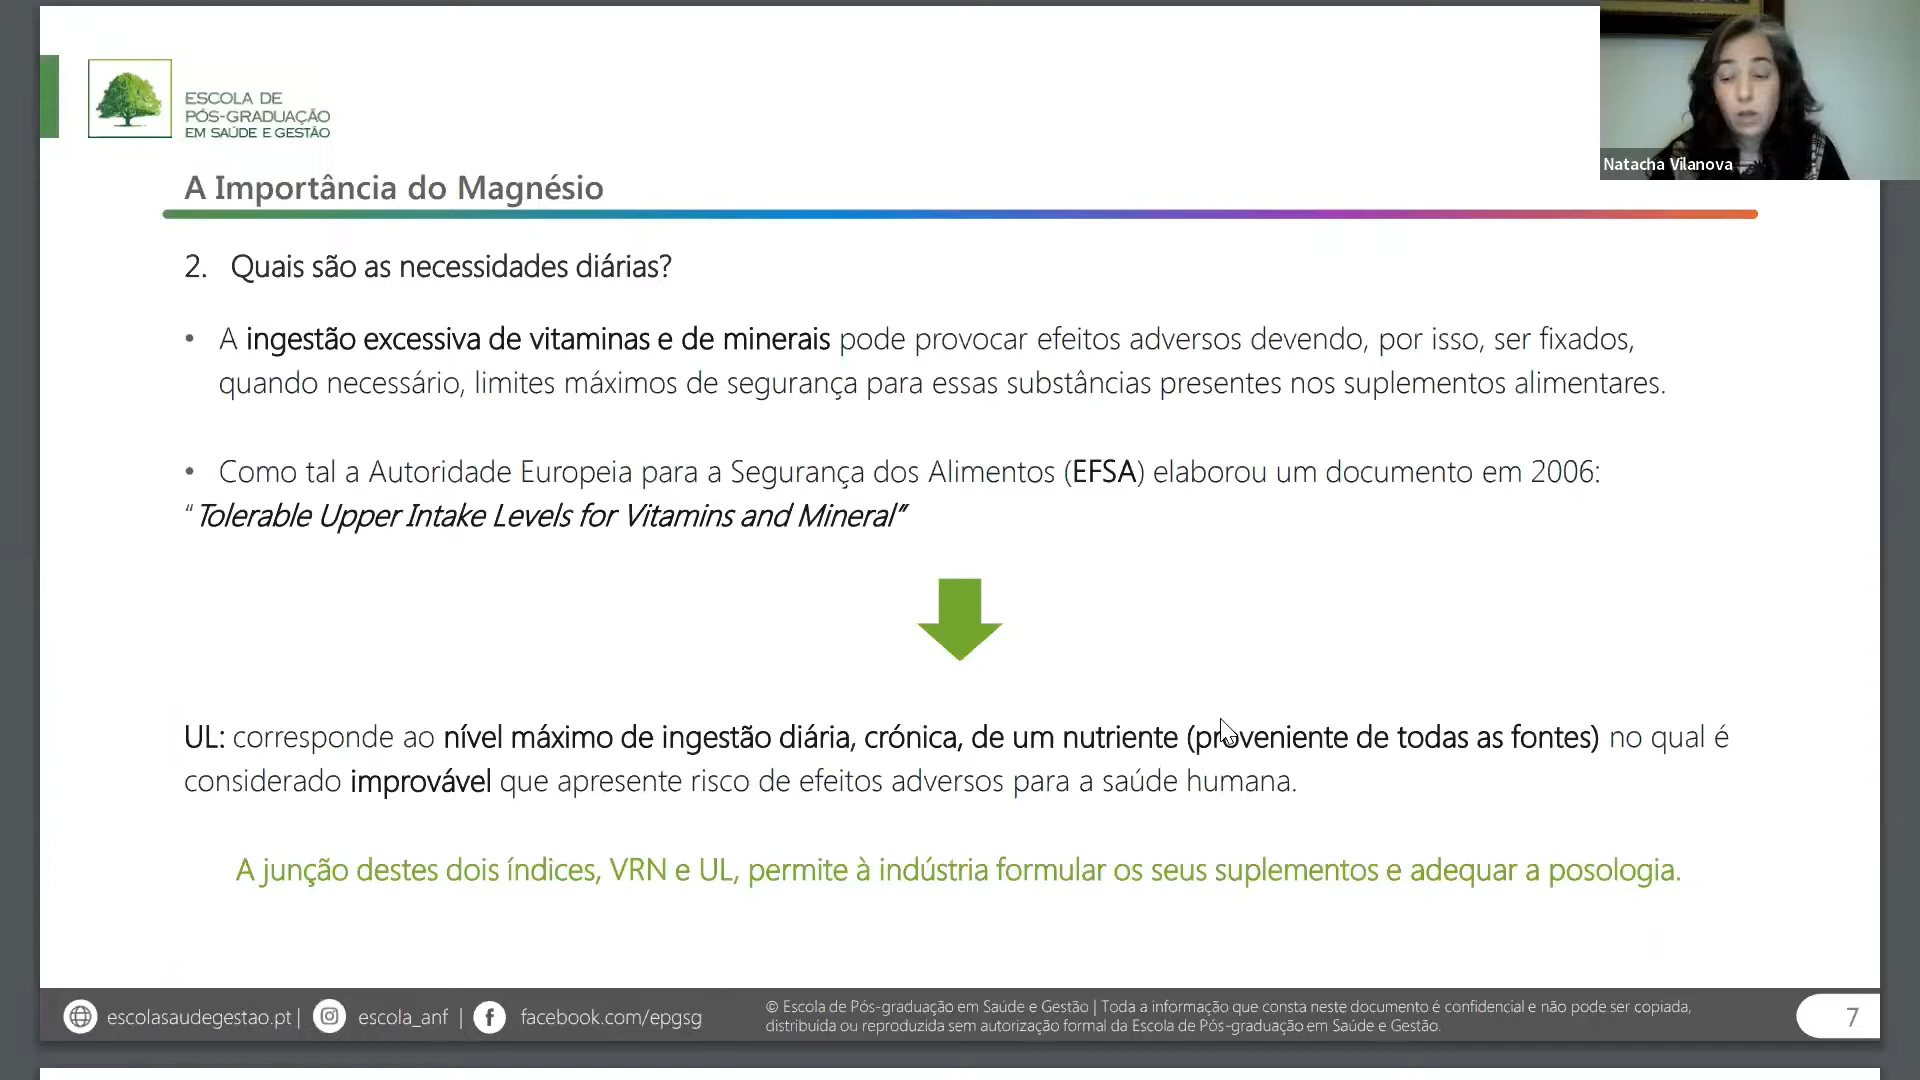 ESCOLA DE
PÓS-GRADUAÇÃO
EM SAÚDE E GESTÃO
Natacha Vilanova
A Importância do Magnésio
2. Quais são as necessidades diárias?
• A ingestão excessiva de vitaminas e de minerais pode provocar efeitos adversos devendo, por isso, ser fixados,
quando necessário, limites máximos de segurança para essas substâncias presentes nos suplementos alimentares.
• Como tal a Autoridade Europeia para a Segurança dos Alimentos (EFSA) elaborou um documento em 2006:
“Tolerable Upper Intake Levels for Vitamins and Mineral”
UL: corresponde ao nível máximo de ingestão diária, crónica, de um nutriente (proveniente de todas as fontes) no qual é
considerado improvável que apresente risco de efeitos adversos para a saúde humana.
A junção destes dois índices, VRN e UL, permite à indústria formular os seus suplementos e adequar a posologia.
escolasaudegestao.pt | escola_anf | facebook.com/epgsg
© Escola de Pós-graduação em Saúde e Gestão | Toda a informação que consta neste documento é confidencial e não pode ser copiada,
distribuída ou reproduzida sem autorização formal da Escola de Pós-graduação em Saúde e Gestão.
7